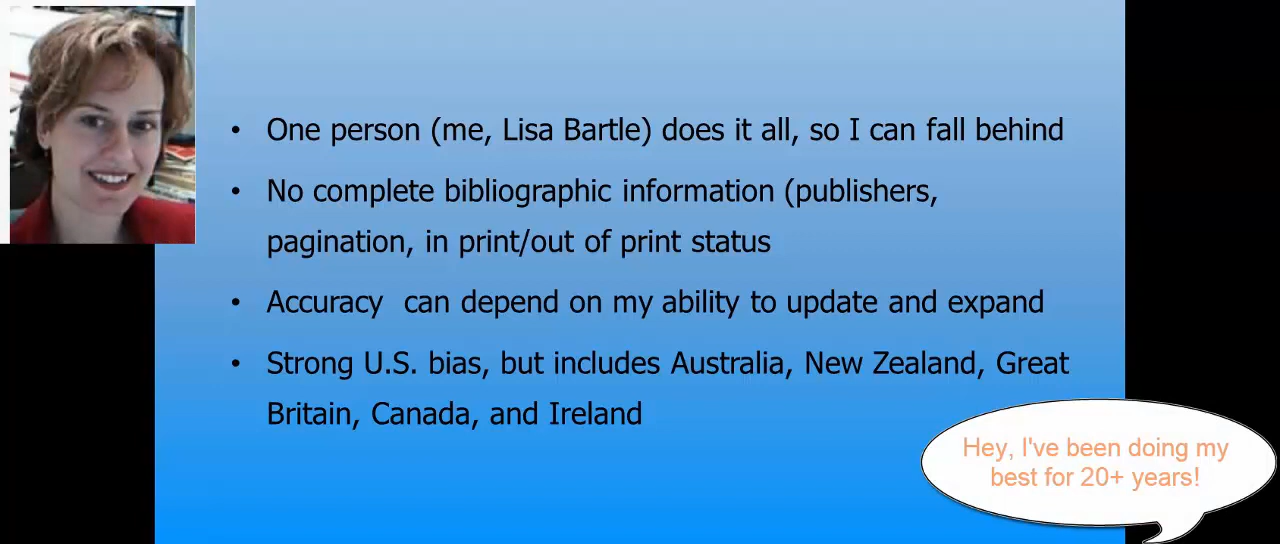 • One person (me, Lisa Bartle) does it all, so I can fall behind
• No complete bibliographic information (publishers,
pagination, in print/out of print status
• Accuracy  can depend on my ability to update and expand
• Strong U.S. bias, but includes Australia, New Zealand, Great
Britain, Canada, and Ireland
Hey, I've been doing my
best for 20+ years!